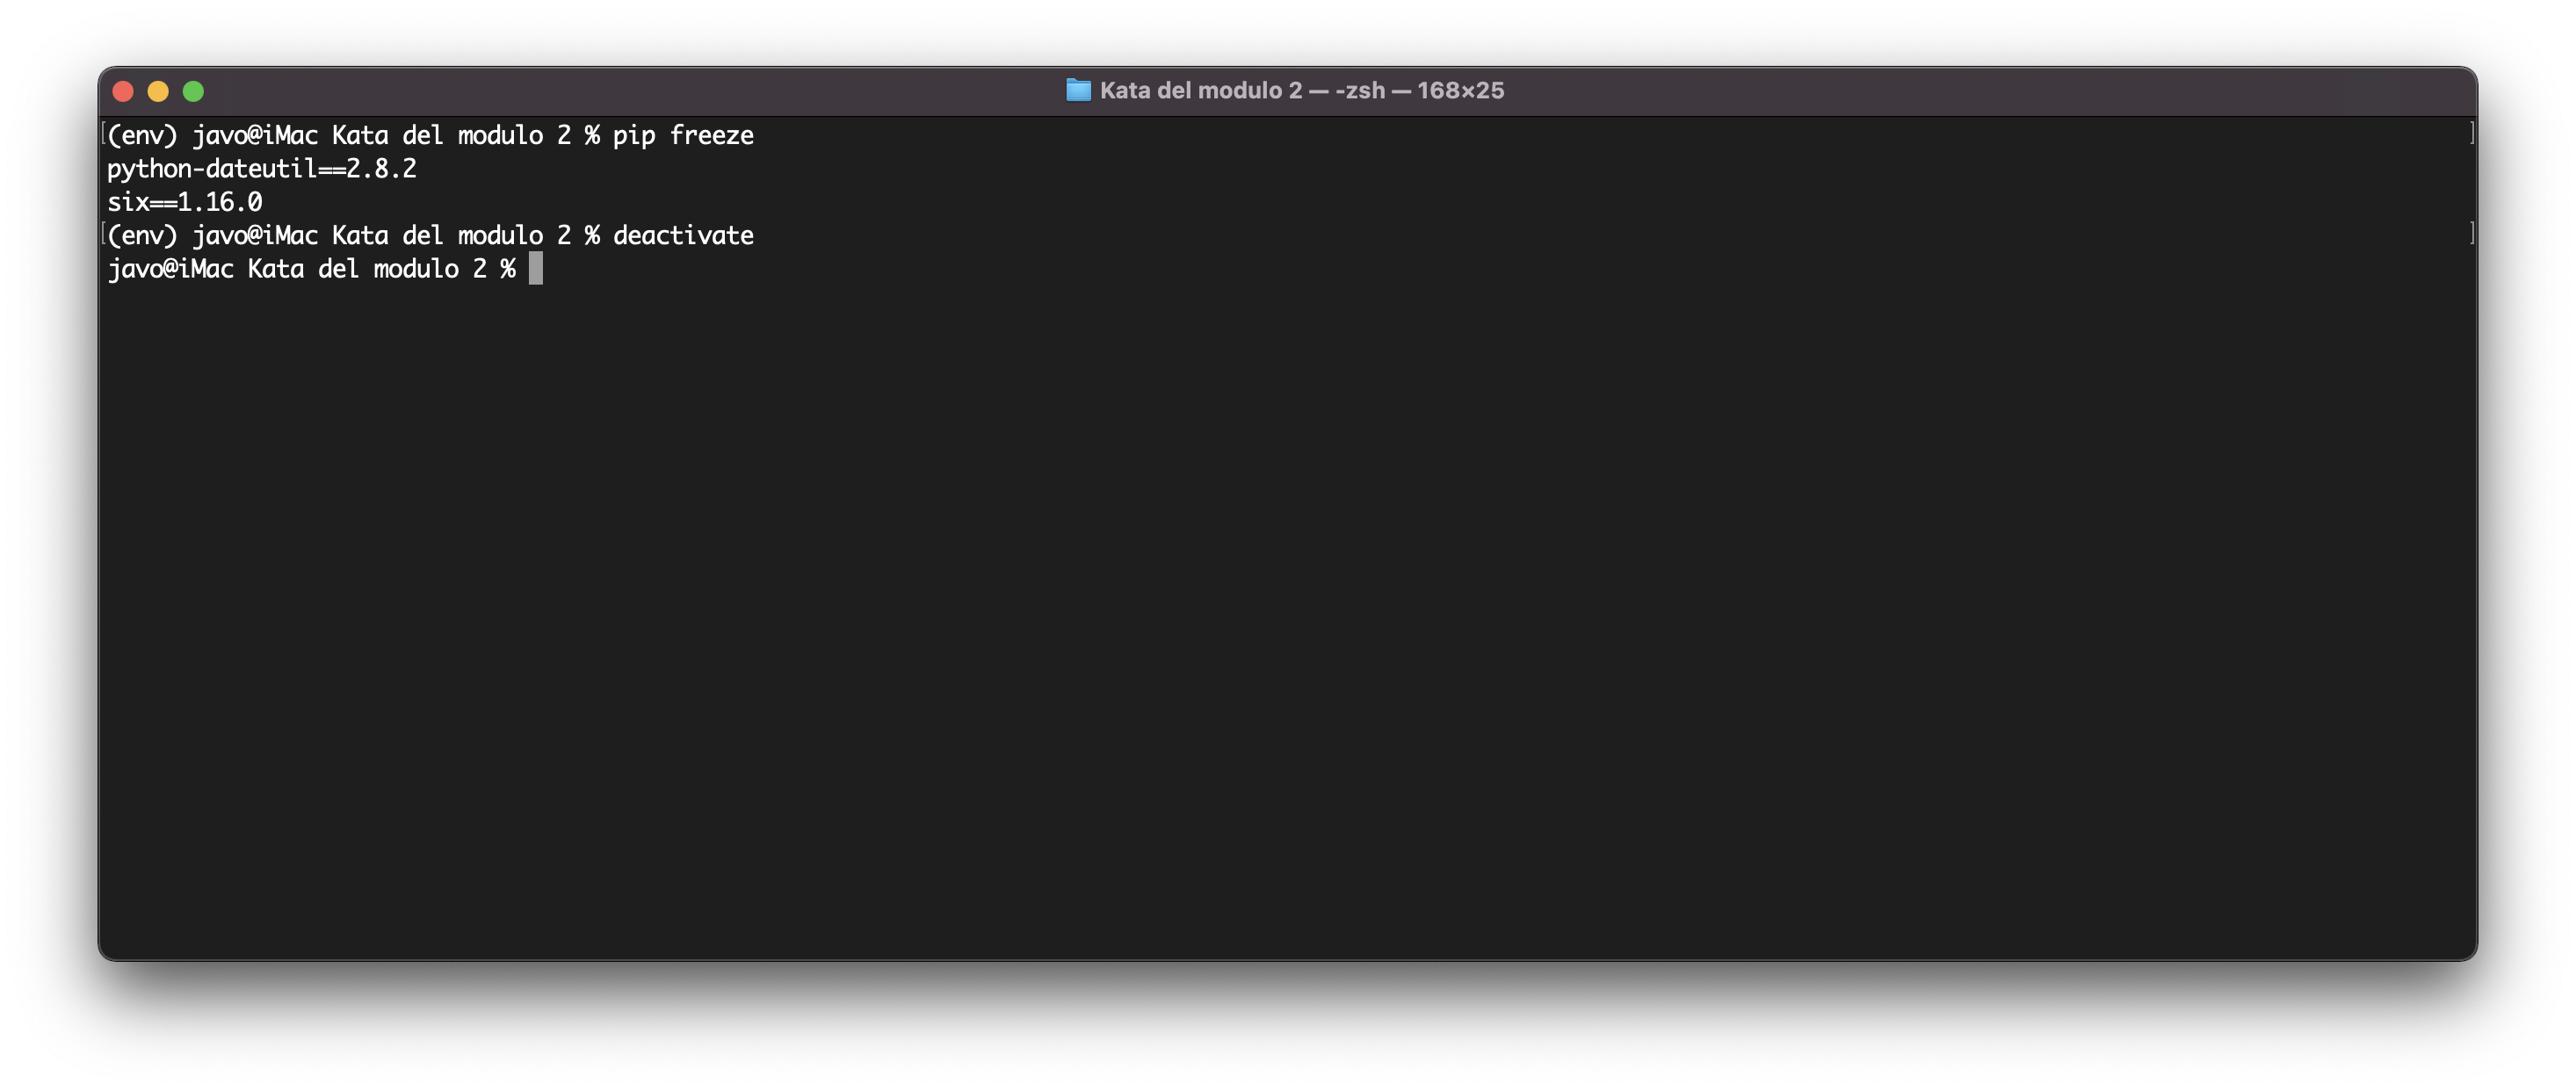 Kata del modulo 2 — -zsh — 168×25
[(env) javo@iMac Kata del modulo 2 % pip freeze ]
python-dateutil==2.8.2
six==1.16.0
[(env) javo@iMac Kata del modulo 2 % deactivate ]
javo@iMac Kata del modulo 2 %